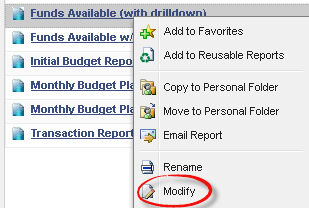 Funds Available (with drilldown)
Funds Available w/
Initial Budget Repo
Monthly Budget Pla
Monthly Budget Pla
Transaction Report
Add to Favorites
Add to Reusable Reports
Copy to Personal Folder
Move to Personal Folder
Email Report
Rename
Modify